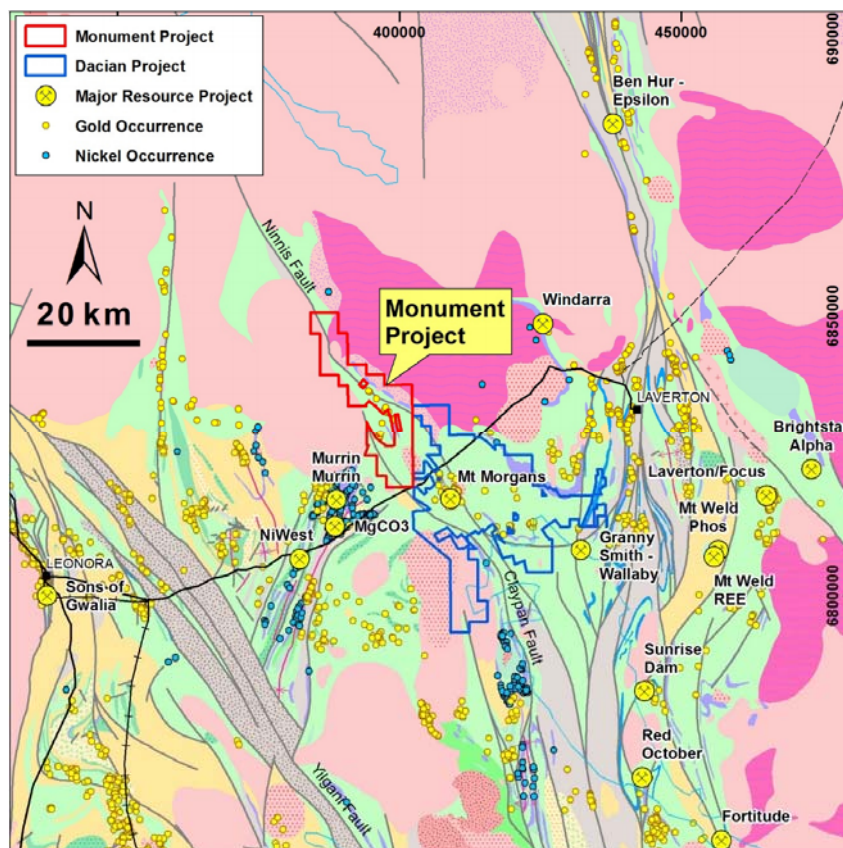 Monument Project
Dacian Project
Major Resource Project
Gold Occurrence
Nickel Occurrence
400000
450000
690000
Ben Hur -
Epsilon
N
20 km
Ninnis Fault
Monument
Project
Windarra
6850000
LAVERTON
Brightsta
Alpha
Murrin
Murrin
Mt Morgans
Laverton/Focus
MgCO3
Mt Weld
Phos
NiWest
Granny
Smith -
Wallaby
LEONORA
Sons of
Gwalia
Mt Weld
REE
6800000
Claypan Fault
Sunrise
Dam
Red
October
Yilgarn Fault
Fortitude